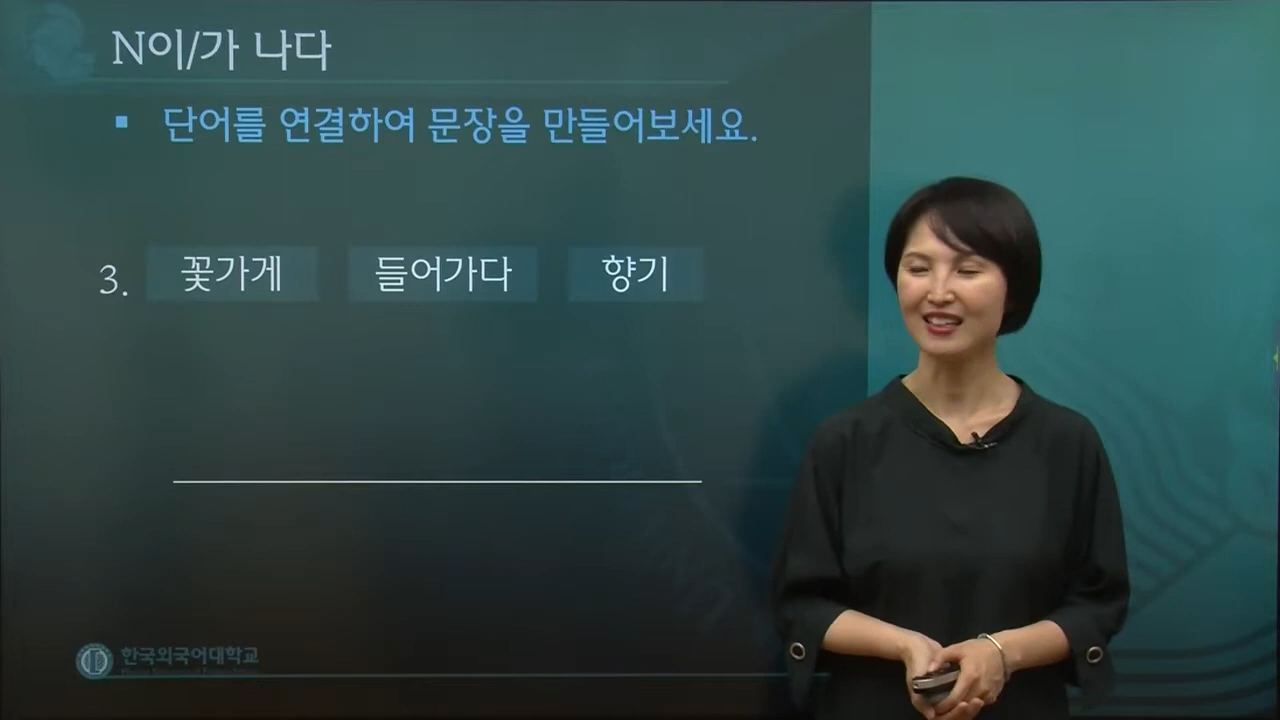 N이/가 나다
▪ 단어를 연결하여 문장을 만들어보세요.
3. 꽃가게 들어가다 향기
한국외국어대학교